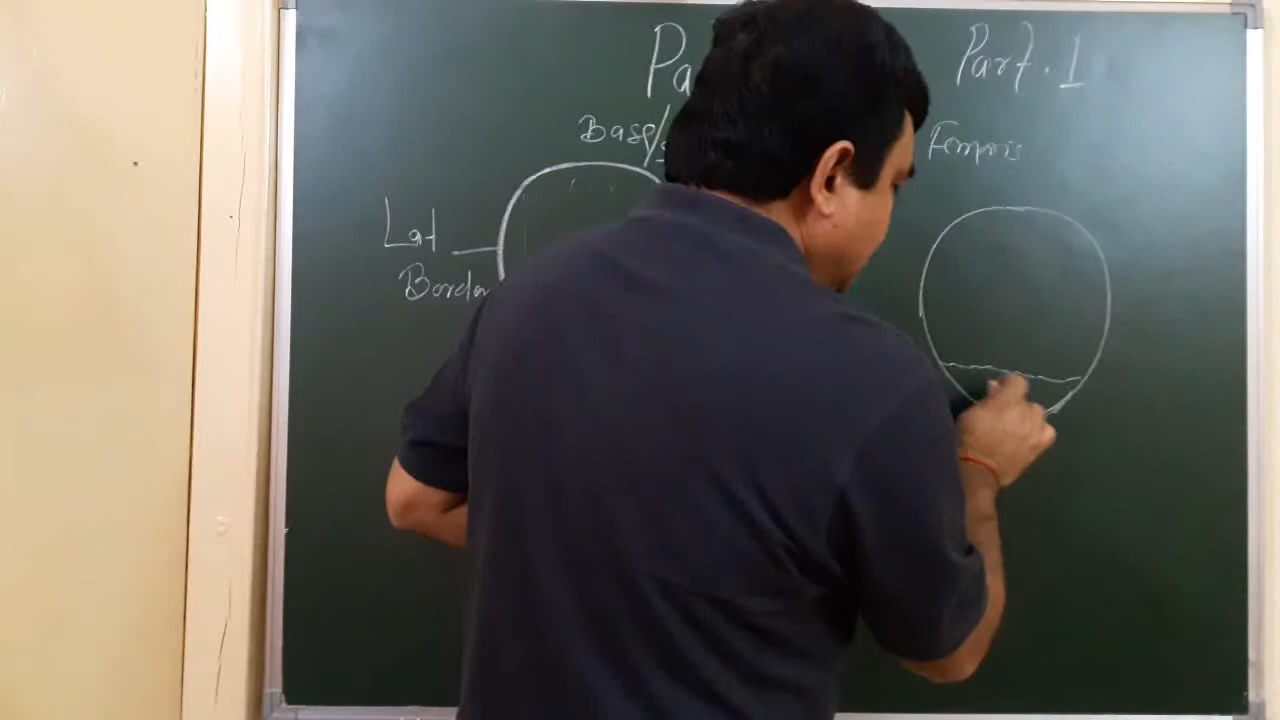 Pa
Part. 1
Base/
Femoris
Lat
Border